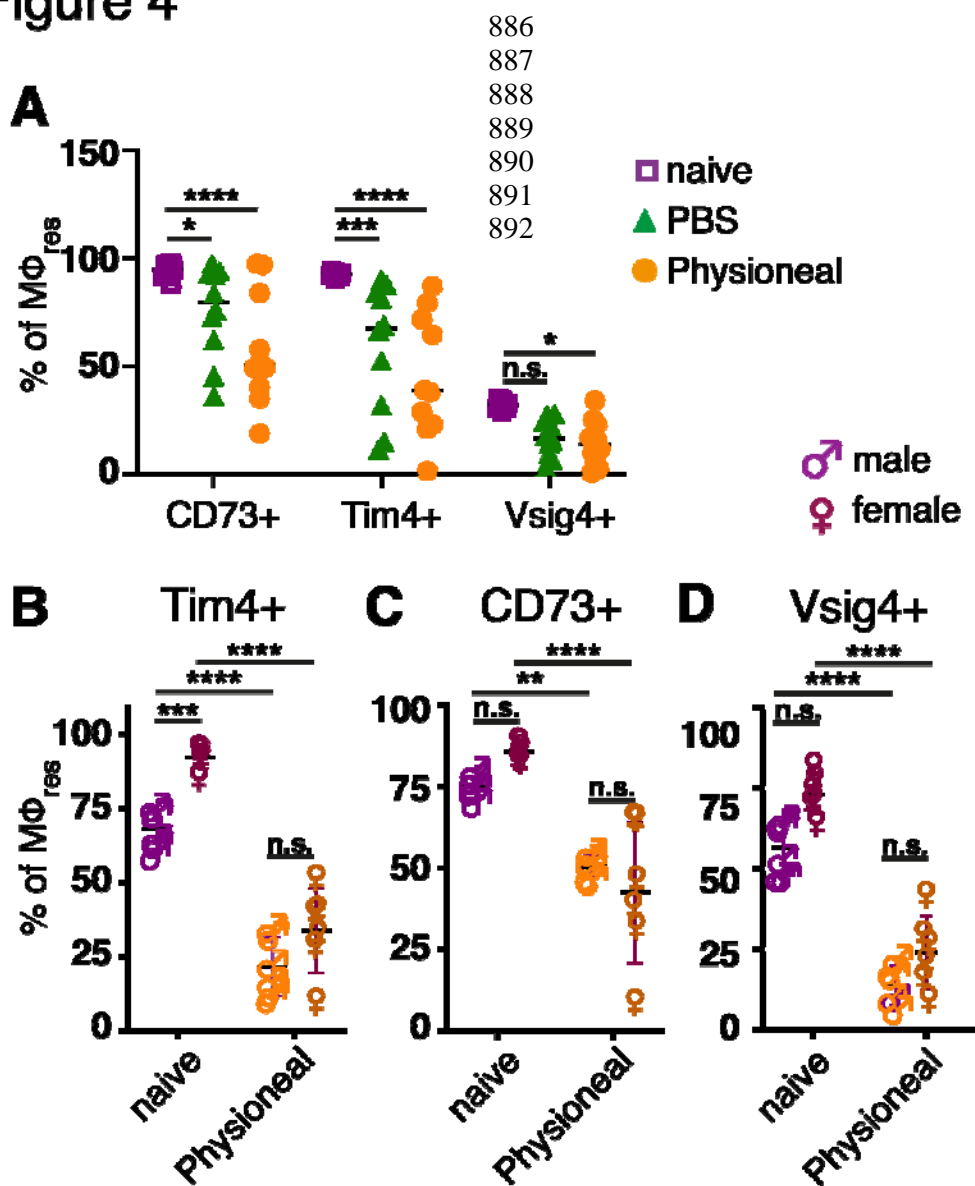 Figure 4
886
887
888
889
890
891
892
A
naive
PBS
Physioneal
% of MΦres
150
100
50
0
****
*
****
***
*
n.s.
CD73+ Tim4+ Vsig4+
♂ male
♀ female
B Tim4+
****
****
***
n.s.
% of MΦres
100
75
50
25
0
naive
Physioneal
C CD73+
****
**
n.s.
n.s.
100
75
50
25
0
naive
Physioneal
D Vsig4+
****
****
n.s.
n.s.
100
75
50
25
0
naive
Physioneal